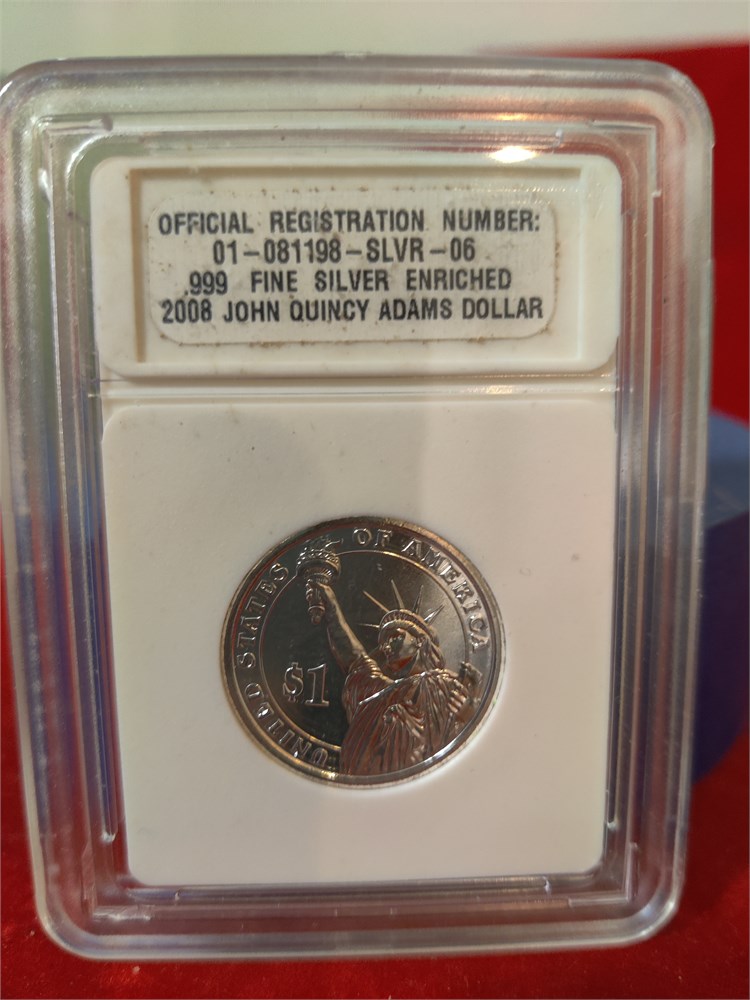 OFFICIAL REGISTRATION NUMBER:
01-081198-SLVR-06
.999 FINE SILVER ENRICHED
2008 JOHN QUINCY ADAMS DOLLAR
UNITED STATES OF AMERICA
$1